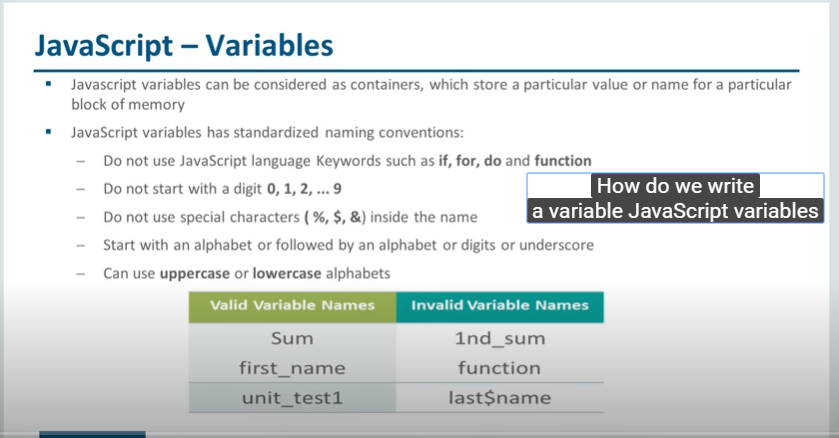 JavaScript – Variables
▪ Javascript variables can be considered as containers, which store a particular value or name for a particular
block of memory
▪ JavaScript variables has standardized naming conventions:
– Do not use JavaScript language Keywords such as if, for, do and function
– Do not start with a digit 0, 1, 2, ... 9
How do we write
a variable JavaScript variables
– Do not use special characters ( %, $, &) inside the name
– Start with an alphabet or followed by an alphabet or digits or underscore
– Can use uppercase or lowercase alphabets
Valid Variable Names Invalid Variable Names
Sum 1nd_sum
first_name function
unit_test1 last$name